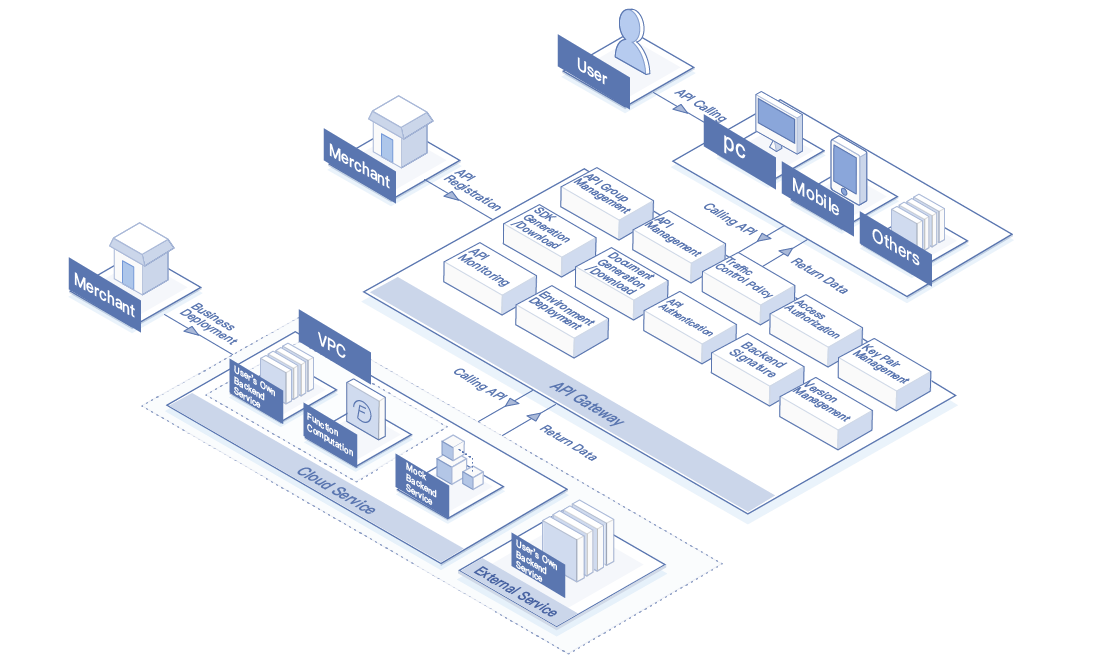 User
API Calling
pc
Mobile
Others
Merchant
API
Registration
Calling API
Return Data
API Group
Management
API
Management
Traffic
Control Policy
Access
Authorization
Key Pair
Management
SDK
Generation
/Download
Document
Generation
/Download
API
Authentication
Backend
Signature
Version
Management
API
Monitoring
Environment
Deployment
API Gateway
Merchant
Business
Deployment
VPC
Calling API
Return Data
User's Own
Backend
Service
Function
Computation
Mock
Backend
Service
Cloud Service
User's Own
Backend
Service
External Service